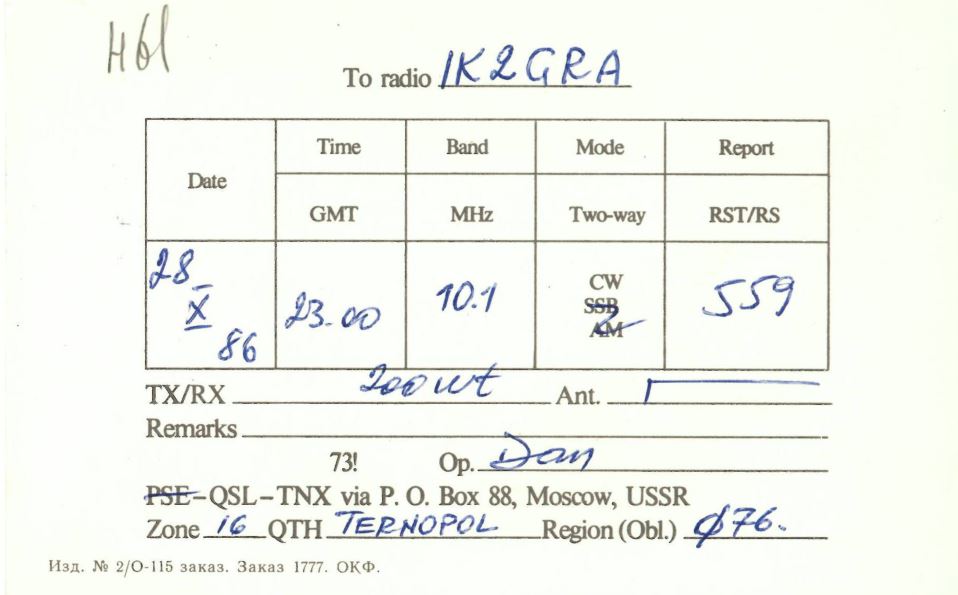 Н61
To radio IK2GRA
Date Time Band Mode Report
GMT MHz Two-way RST/RS
28 X 86 23.00 10.1 CW SSB AM 559
TX/RX 200 wt Ant.
Remarks
73! Op. Dan
PSE-QSL-TNX via P. O. Box 88, Moscow, USSR
Zone 16 QTH TERNOPOL Region (Obl.) Ø76.
Изд. № 2/О-115 заказ. Заказ 1777. ОКФ.